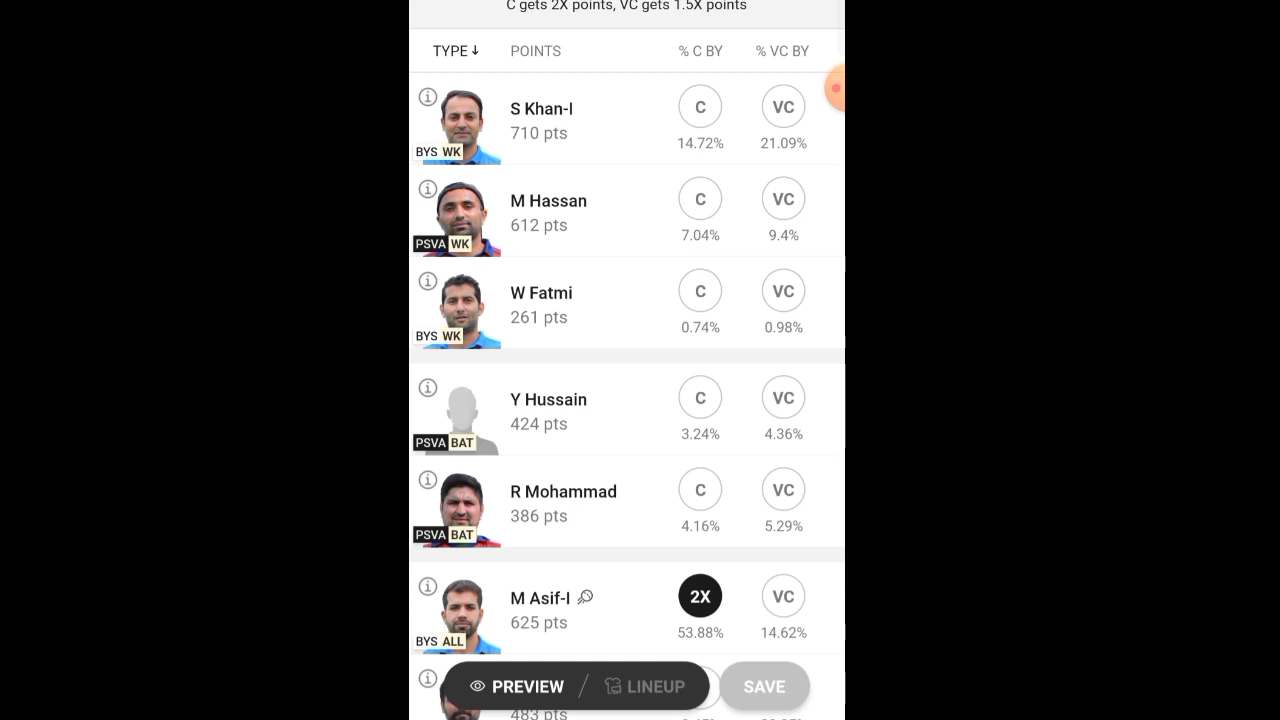 C gets 2X points, VC gets 1.5X points
TYPE↓ POINTS % C BY % VC BY
S Khan-I
710 pts
BYS WK
C VC
14.72% 21.09%
M Hassan
612 pts
PSVA WK
C VC
7.04% 9.4%
W Fatmi
261 pts
BYS WK
C VC
0.74% 0.98%
Y Hussain
424 pts
PSVA BAT
C VC
3.24% 4.36%
R Mohammad
386 pts
PSVA BAT
C VC
4.16% 5.29%
M Asif-I
625 pts
BYS ALL
2X VC
53.88% 14.62%
PREVIEW / LINEUP SAVE
483 pts